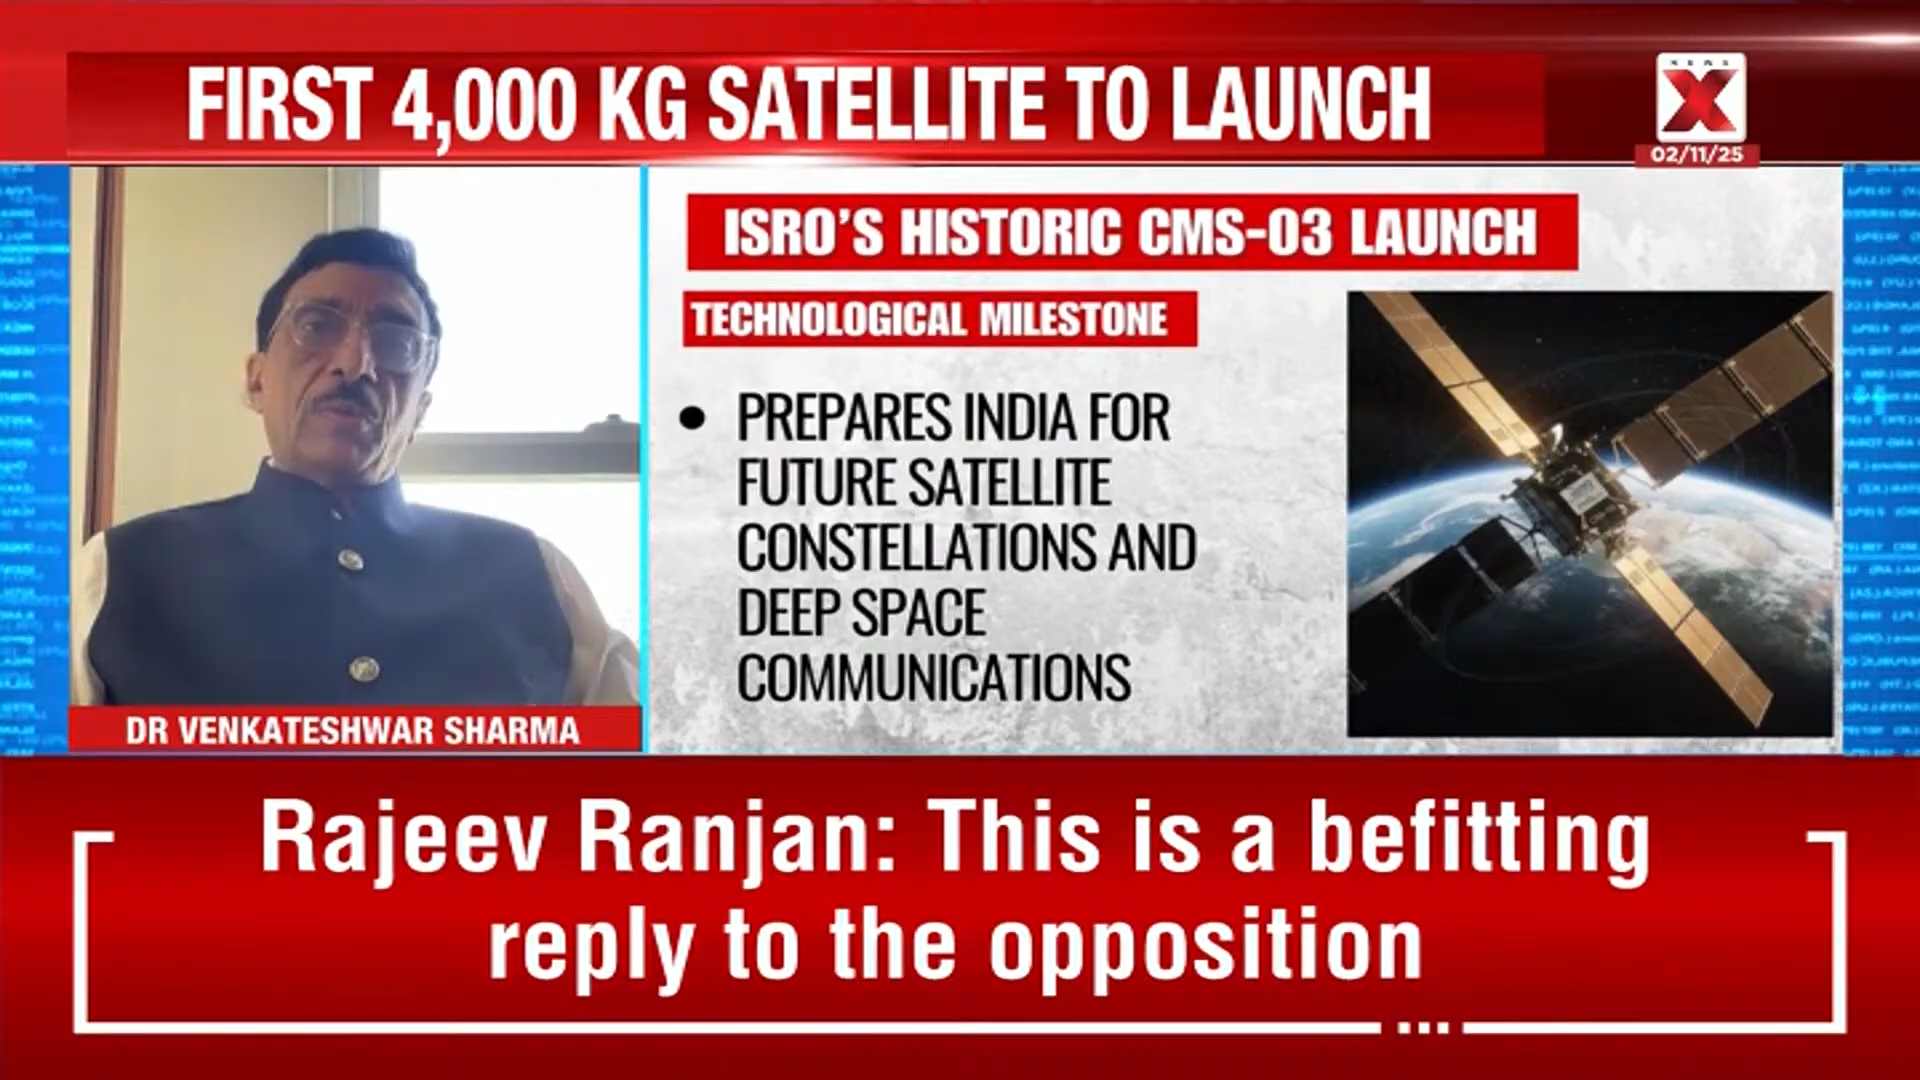 FIRST 4,000 KG SATELLITE TO LAUNCH
NEWS
X
02/11/25
ISRO'S HISTORIC CMS-03 LAUNCH
TECHNOLOGICAL MILESTONE
• PREPARES INDIA FOR
FUTURE SATELLITE
CONSTELLATIONS AND
DEEP SPACE
COMMUNICATIONS
DR VENKATESHWAR SHARMA
Rajeev Ranjan: This is a befitting
reply to the opposition